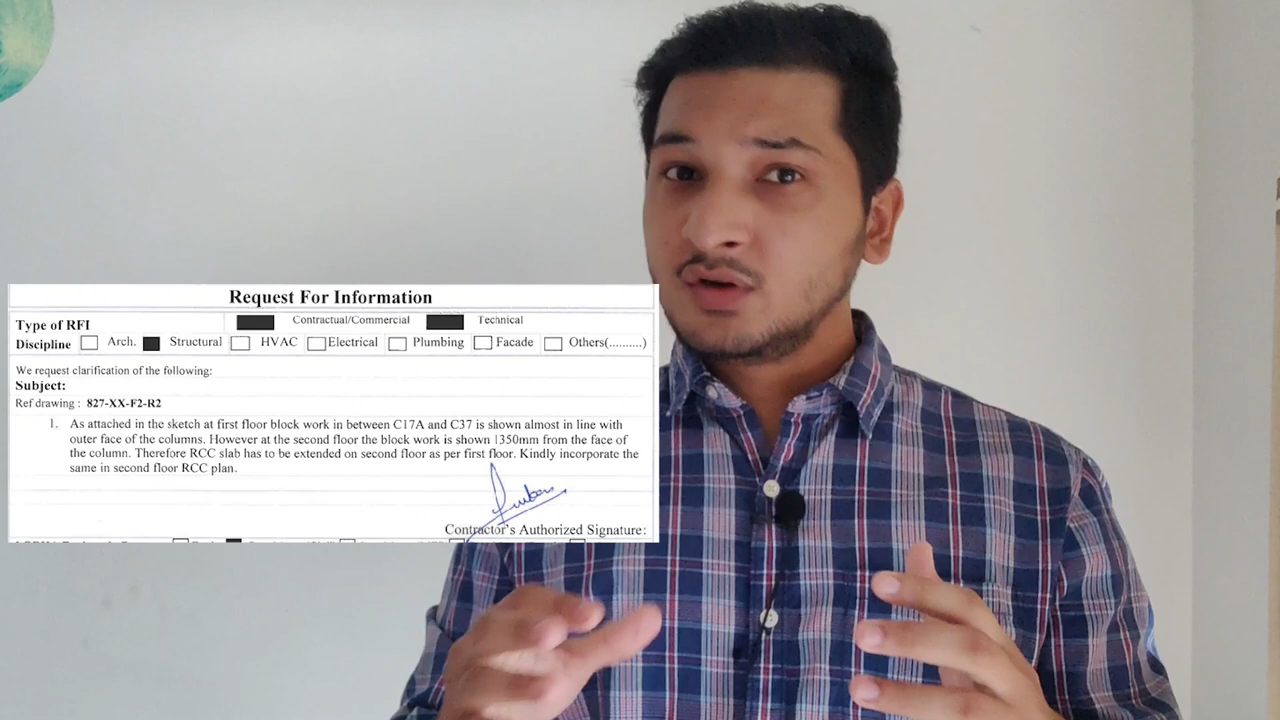 Request For Information
Type of RFI Contractual/Commercial Technical
Discipline Arch. Structural HVAC Electrical Plumbing Facade Others(..........)
We request clarification of the following:
Subject:
Ref drawing : 827-XX-F2-R2
1. As attached in the sketch at first floor block work in between C17A and C37 is shown almost in line with
outer face of the columns. However at the second floor the block work is shown 1350mm from the face of
the column. Therefore RCC slab has to be extended on second floor as per first floor. Kindly incorporate the
same in second floor RCC plan.
Contractor's Authorized Signature: